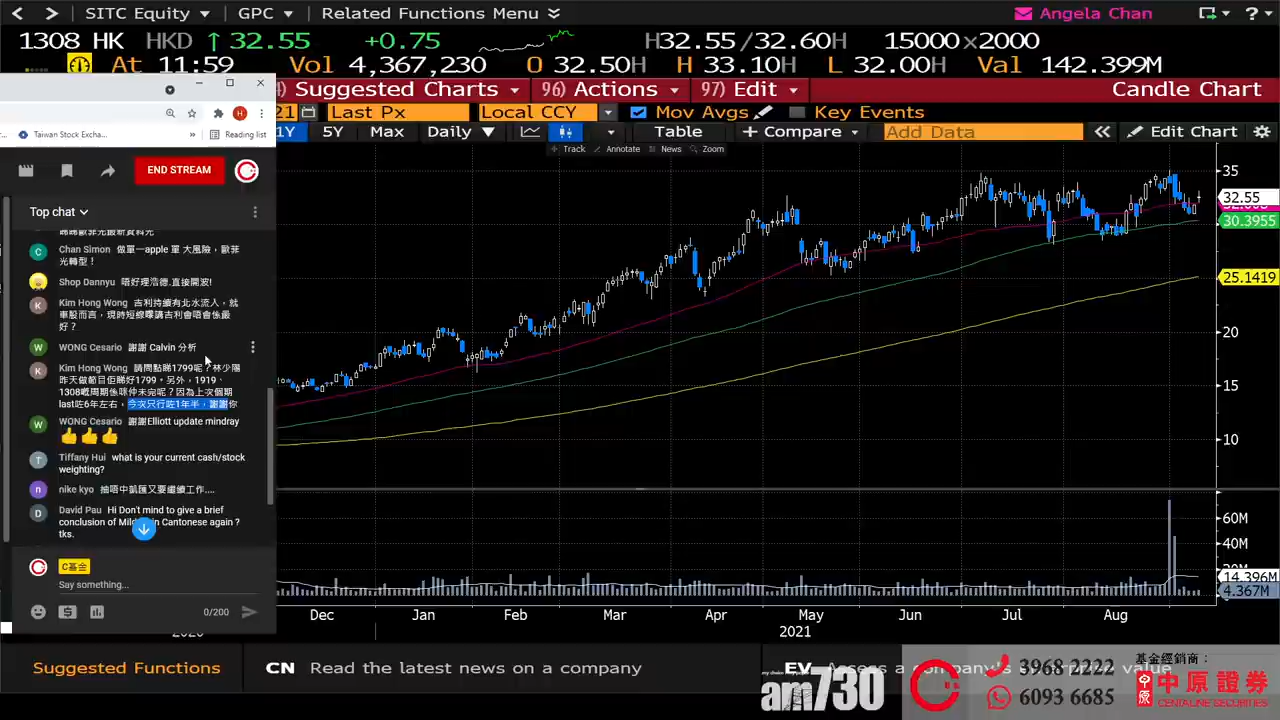 SITC Equity GPC Related Functions Menu Angela Chan
1308 HK HKD ↑ 32.55 +0.75 H32.55/32.60H 15000×2000
At 11:59 Vol 4,367,230 O 32.50H H 33.10H L 32.00H Val 142.399M
Suggested Charts 96) Actions 97) Edit Candle Chart
21 Last Px Local CCY Mov Avgs Key Events
1Y 5Y Max Daily Table + Compare Add Data Edit Chart
Track Annotate News Zoom
Taiwan Stock Excha... Reading list
END STREAM
Top chat
Chan Simon 做單一apple 單 大風險，歐菲
光轉型！
Shop Dannyu 唔好理浩德.直接開波!
Kim Hong Wong 吉利持續有北水流人，就
車股而言，現時短線嚟講吉利會唔會係最
好？
WONG Cesario 謝謝 Calvin 分析
Kim Hong Wong 請問點睇1799呢？林少陽
昨天做節目佢睇好1799。另外，1919、
1308嘅周期係咪仲未完呢？因為上次個期
last咗6年左右，今次只行咗1年半，謝謝你
WONG Cesario 謝謝Elliott update mindray
Tiffany Hui what is your current cash/stock
weighting?
nike kyo 抽唔中凱匯又要繼續工作....
David Pau Hi Don't mind to give a brief
conclusion of in Cantonese again ?
tks.
C基金
Say something...
0/200
35
32.55
30.3955
25.1419
20
15
10
60M
40M
14.396M
4.367M
Dec Jan Feb Mar Apr May Jun Jul Aug
2020 2021
Suggested Functions CN Read the latest news on a company EV Access a company's value
am730
3968 2222
6093 6685
基金經銷商：
中原證券
CENTALINE SECURITIES